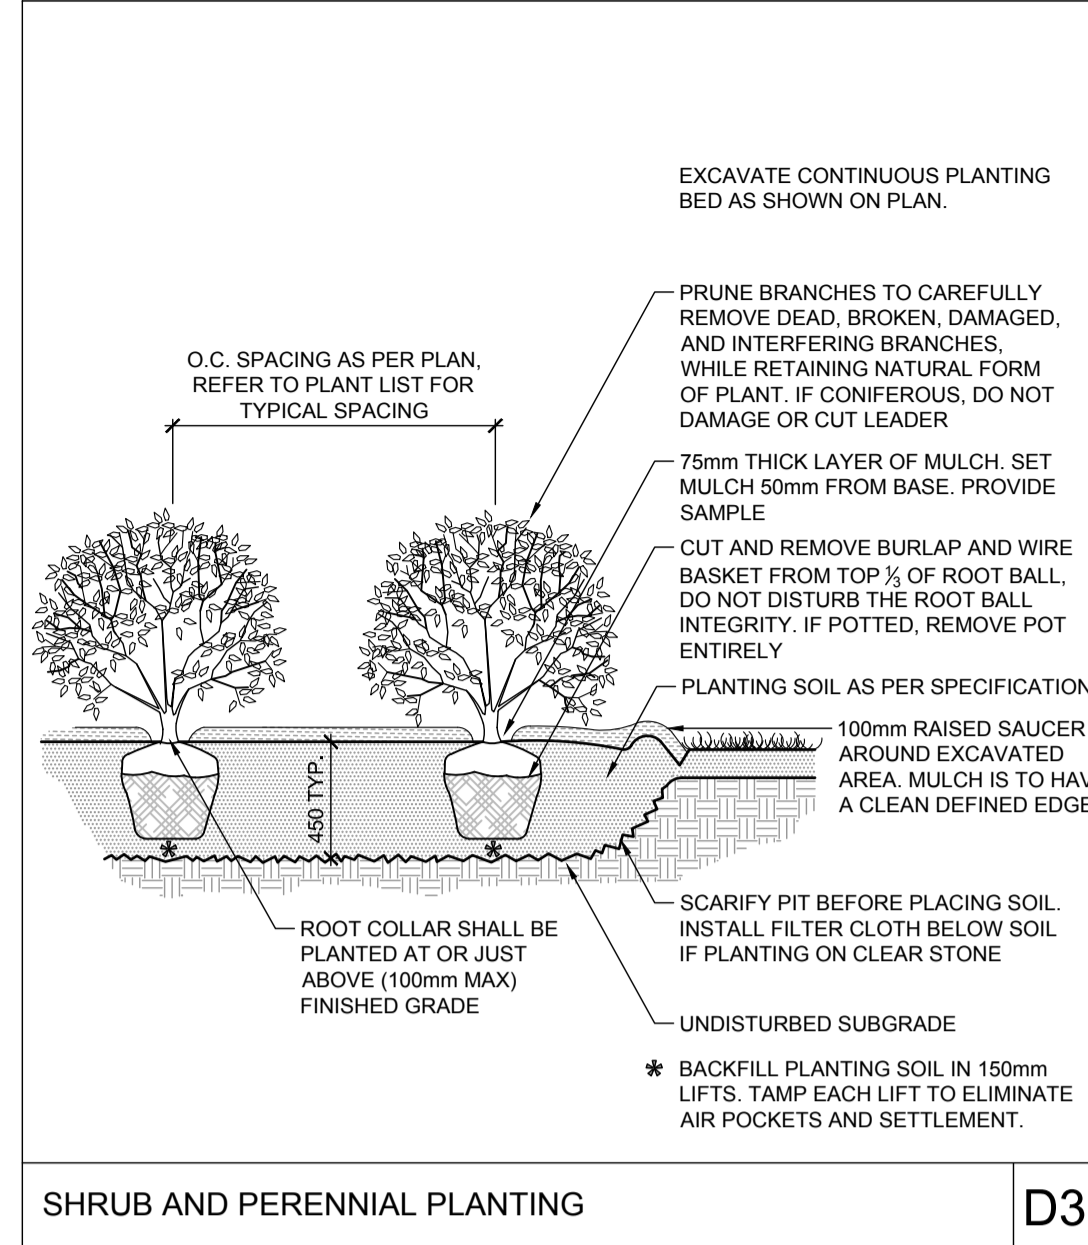 EXCAVATE CONTINUOUS PLANTING
BED AS SHOWN ON PLAN.
PRUNE BRANCHES TO CAREFULLY
REMOVE DEAD, BROKEN, DAMAGED,
AND INTERFERING BRANCHES,
WHILE RETAINING NATURAL FORM
OF PLANT. IF CONIFEROUS, DO NOT
DAMAGE OR CUT LEADER
O.C. SPACING AS PER PLAN,
REFER TO PLANT LIST FOR
TYPICAL SPACING
75mm THICK LAYER OF MULCH. SET
MULCH 50mm FROM BASE. PROVIDE
SAMPLE
CUT AND REMOVE BURLAP AND WIRE
BASKET FROM TOP ⅓ OF ROOT BALL,
DO NOT DISTURB THE ROOT BALL
INTEGRITY. IF POTTED, REMOVE POT
ENTIRELY
PLANTING SOIL AS PER SPECIFICATION
100mm RAISED SAUCER
AROUND EXCAVATED
AREA. MULCH IS TO HAV
A CLEAN DEFINED EDGE
450 TYP.
ROOT COLLAR SHALL BE
PLANTED AT OR JUST
ABOVE (100mm MAX)
FINISHED GRADE
SCARIFY PIT BEFORE PLACING SOIL.
INSTALL FILTER CLOTH BELOW SOIL
IF PLANTING ON CLEAR STONE
UNDISTURBED SUBGRADE
* BACKFILL PLANTING SOIL IN 150mm
LIFTS. TAMP EACH LIFT TO ELIMINATE
AIR POCKETS AND SETTLEMENT.
SHRUB AND PERENNIAL PLANTING
D3